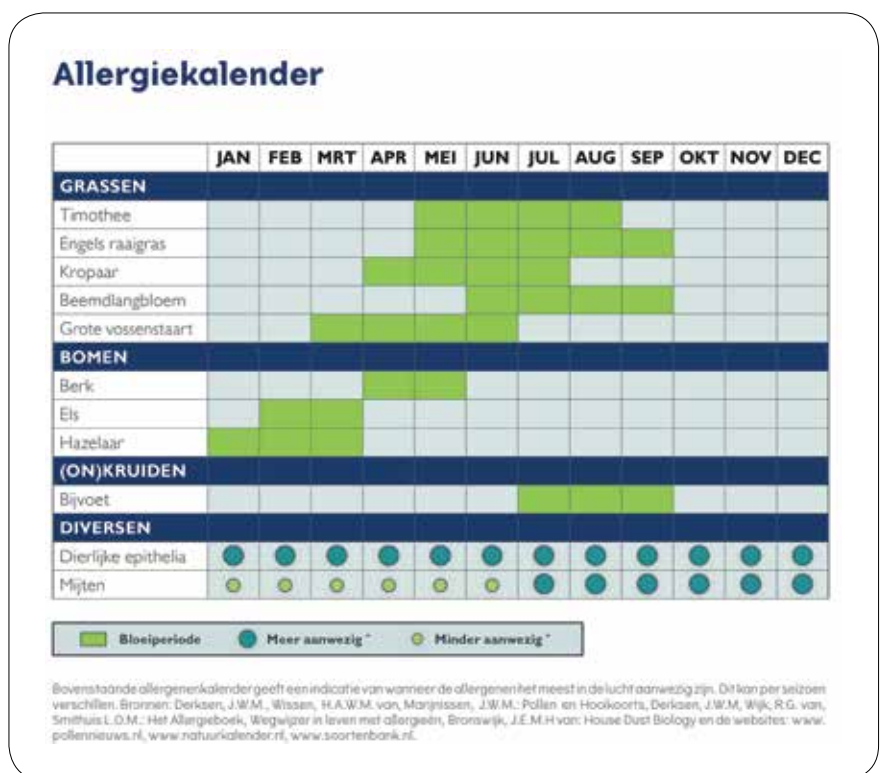 Allergiekalender
JAN FEB MRT APR MEI JUN JUL AUG SEP OKT NOV DEC
GRASSEN
Timothee
Engels raaigras
Kropaar
Beemdlangbloem
Grote vossenstaart
BOMEN
Berk
Els
Hazelaar
(ON)KRUIDEN
Bijvoet
DIVERSEN
Dierlijke epithelia
Mijten
Bloeiperiode Meer aanwezig* Minder aanwezig*
Bovenstaande allergenenkalender geeft een indicatie van wanneer de allergenen het meest in de lucht aanwezig zijn. Dit kan per seizoen
verschillen. Bronnen: Derksen, J.W.M., Wissen, H.A.W.M. van, Marijnissen, J.W.M.: Pollen en Hooikoorts, Derksen, J.W.M, Wijk, R.G. van,
Smithuis L.O.M.: Het Allergieboek, Wegwijzer in leven met allergeën, Bronswijk, J.E.M.H van: House Dust Biology en de websites: www.
pollennieuws.nl, www.natuurkalender.nl, www.soortenbank.nl.